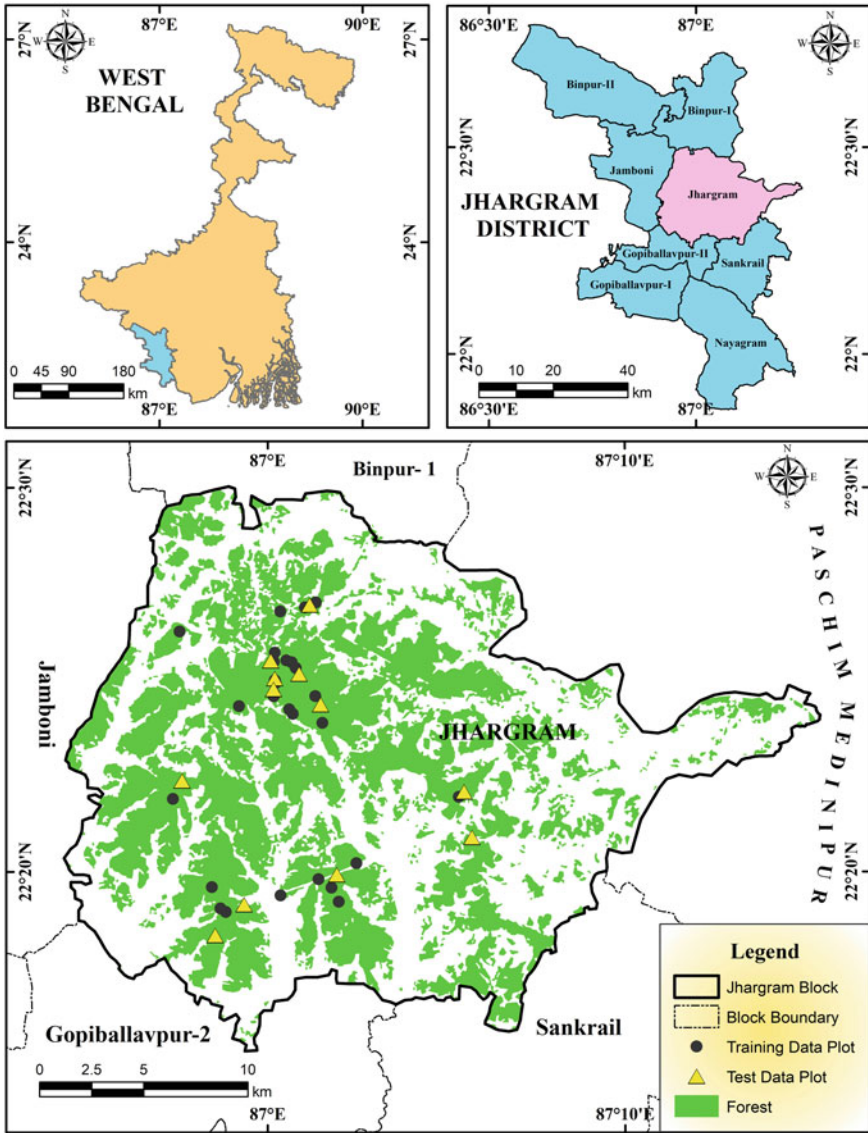 87°E
90°E
27°N
27°N
N
W
E
S
WEST
BENGAL
24°N
24°N
0 45 90 180
km
87°E
90°E
86°30'E
87°E
N
W
E
S
Binpur-II
Binpur-I
22°30'N
22°30'N
Jamboni
Jhargram
JHARGRAM
DISTRICT
Gopiballavpur-II
Sankrail
Gopiballavpur-I
Nayagram
22°N
22°N
0 10 20 40
km
86°30'E
87°E
87°E
87°10'E
Binpur- 1
N
W
E
S
22°30'N
22°30'N
PASCHIM MEDINIPUR
Jamboni
JHARGRAM
22°20'N
22°20'N
Gopiballavpur-2
Sankrail
0 2.5 5 10
km
Legend
Jhargram Block
Block Boundary
Training Data Plot
Test Data Plot
Forest
87°E
87°10'E